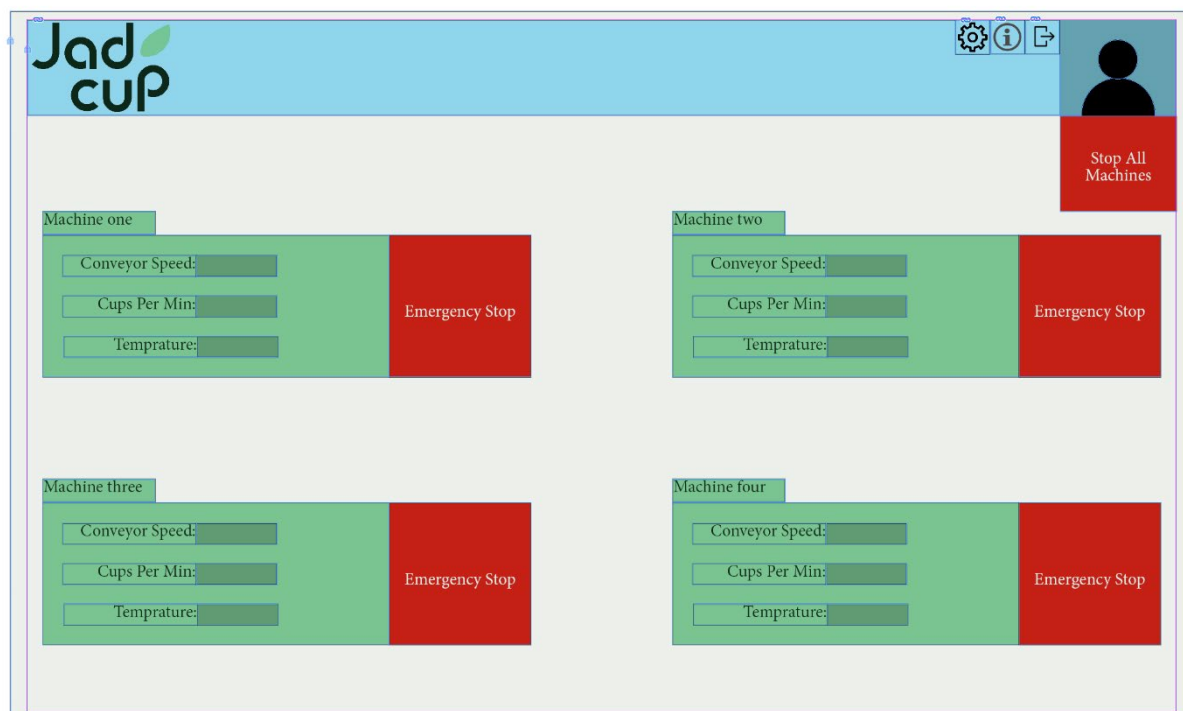 Jad
cup
Stop All
Machines
Machine one
Conveyor Speed:
Cups Per Min:
Temprature:
Emergency Stop
Machine two
Conveyor Speed:
Cups Per Min:
Temprature:
Emergency Stop
Machine three
Conveyor Speed:
Cups Per Min:
Temprature:
Emergency Stop
Machine four
Conveyor Speed:
Cups Per Min:
Temprature:
Emergency Stop